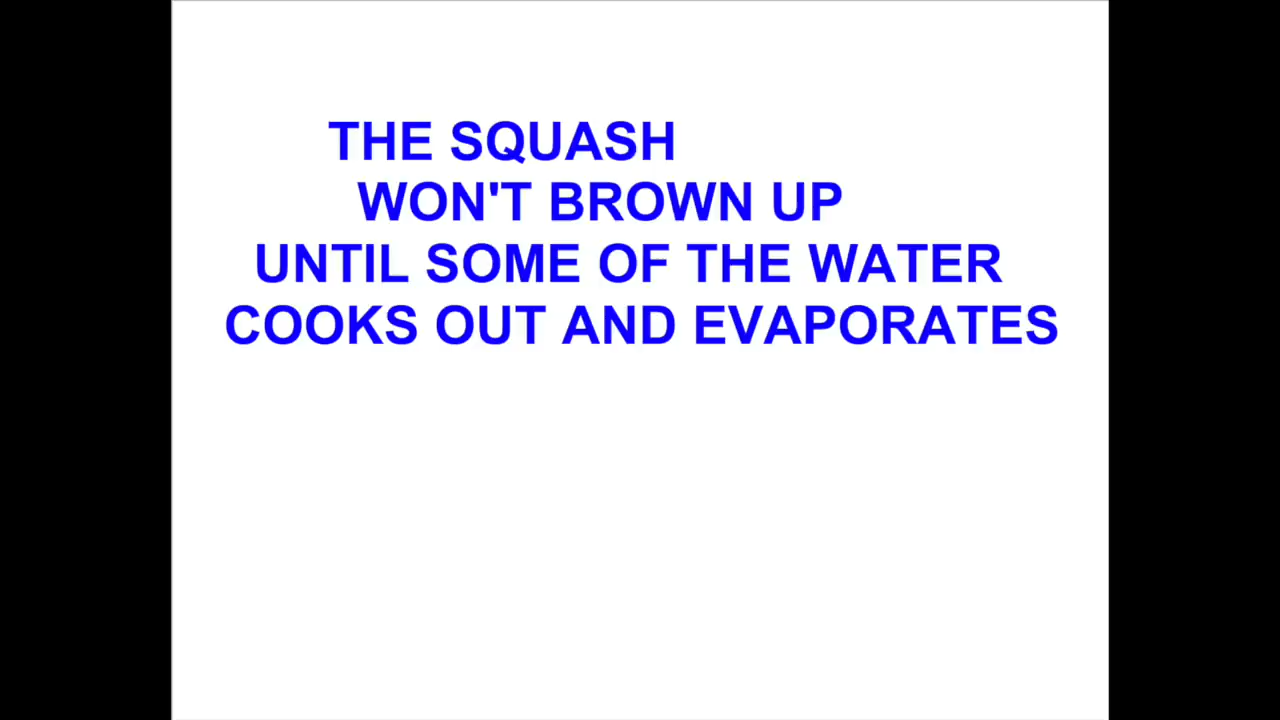 THE SQUASH
WON'T BROWN UP
UNTIL SOME OF THE WATER
COOKS OUT AND EVAPORATES